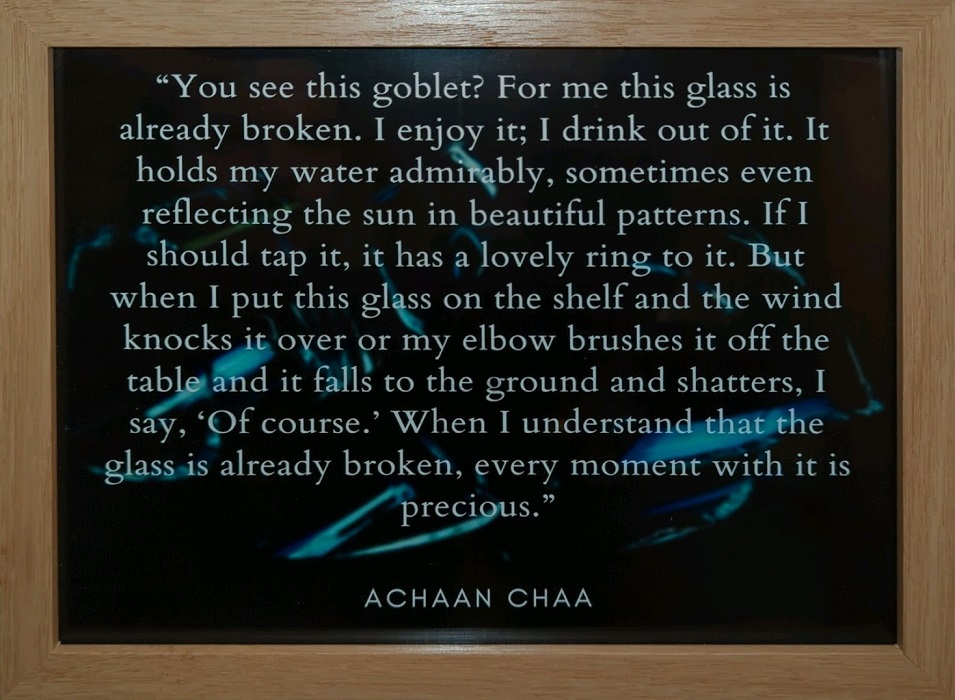 “You see this goblet? For me this glass is
already broken. I enjoy it; I drink out of it. It
holds my water admirably, sometimes even
reflecting the sun in beautiful patterns. If I
should tap it, it has a lovely ring to it. But
when I put this glass on the shelf and the wind
knocks it over or my elbow brushes it off the
table and it falls to the ground and shatters, I
say, ‘Of course.’ When I understand that the
glass is already broken, every moment with it is
precious.”
ACHAAN CHAA